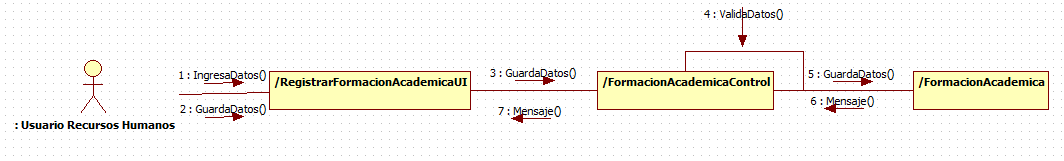 4 : ValidaDatos()
1 : IngresaDatos()
3 : GuardaDatos()
5 : GuardaDatos()
/RegistrarFormacionAcademicaUI
/FormacionAcademicaControl
/FormacionAcademica
2 : GuardaDatos()
7 : Mensaje()
6 : Mensaje()
: Usuario Recursos Humanos